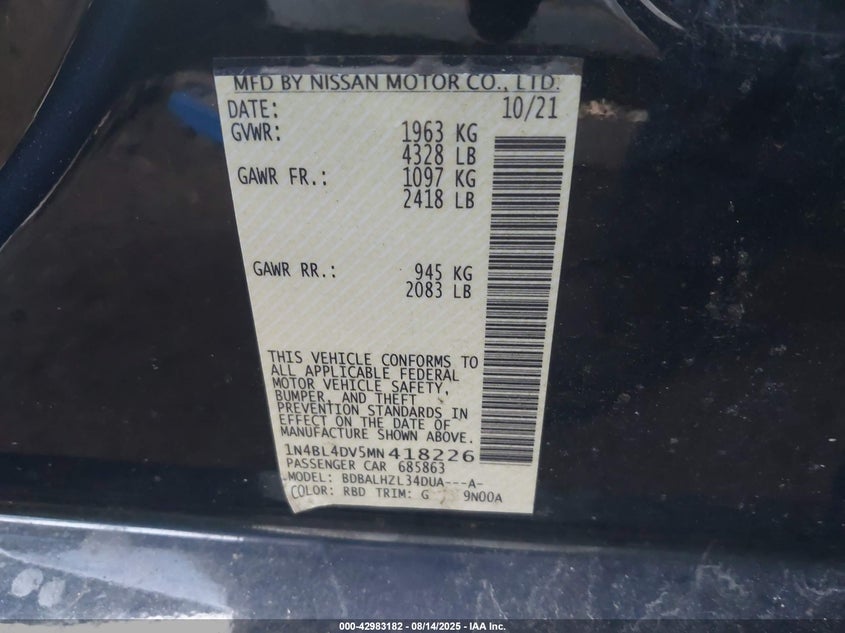 MFD BY NISSAN MOTOR CO., LTD.
DATE: 10/21
GVWR: 1963 KG
4328 LB
GAWR FR.: 1097 KG
2418 LB
GAWR RR.: 945 KG
2083 LB
THIS VEHICLE CONFORMS TO
ALL APPLICABLE FEDERAL
MOTOR VEHICLE SAFETY,
BUMPER, AND THEFT
PREVENTION STANDARDS IN
EFFECT ON THE DATE OF
MANUFACTURE SHOWN ABOVE.
1N4BL4DV5MN418226
PASSENGER CAR 685863
MODEL: BDBALHZL34DUA---A-
COLOR: RBD TRIM: G 9N00A
000-42983182 - 08/14/2025 - IAA Inc.